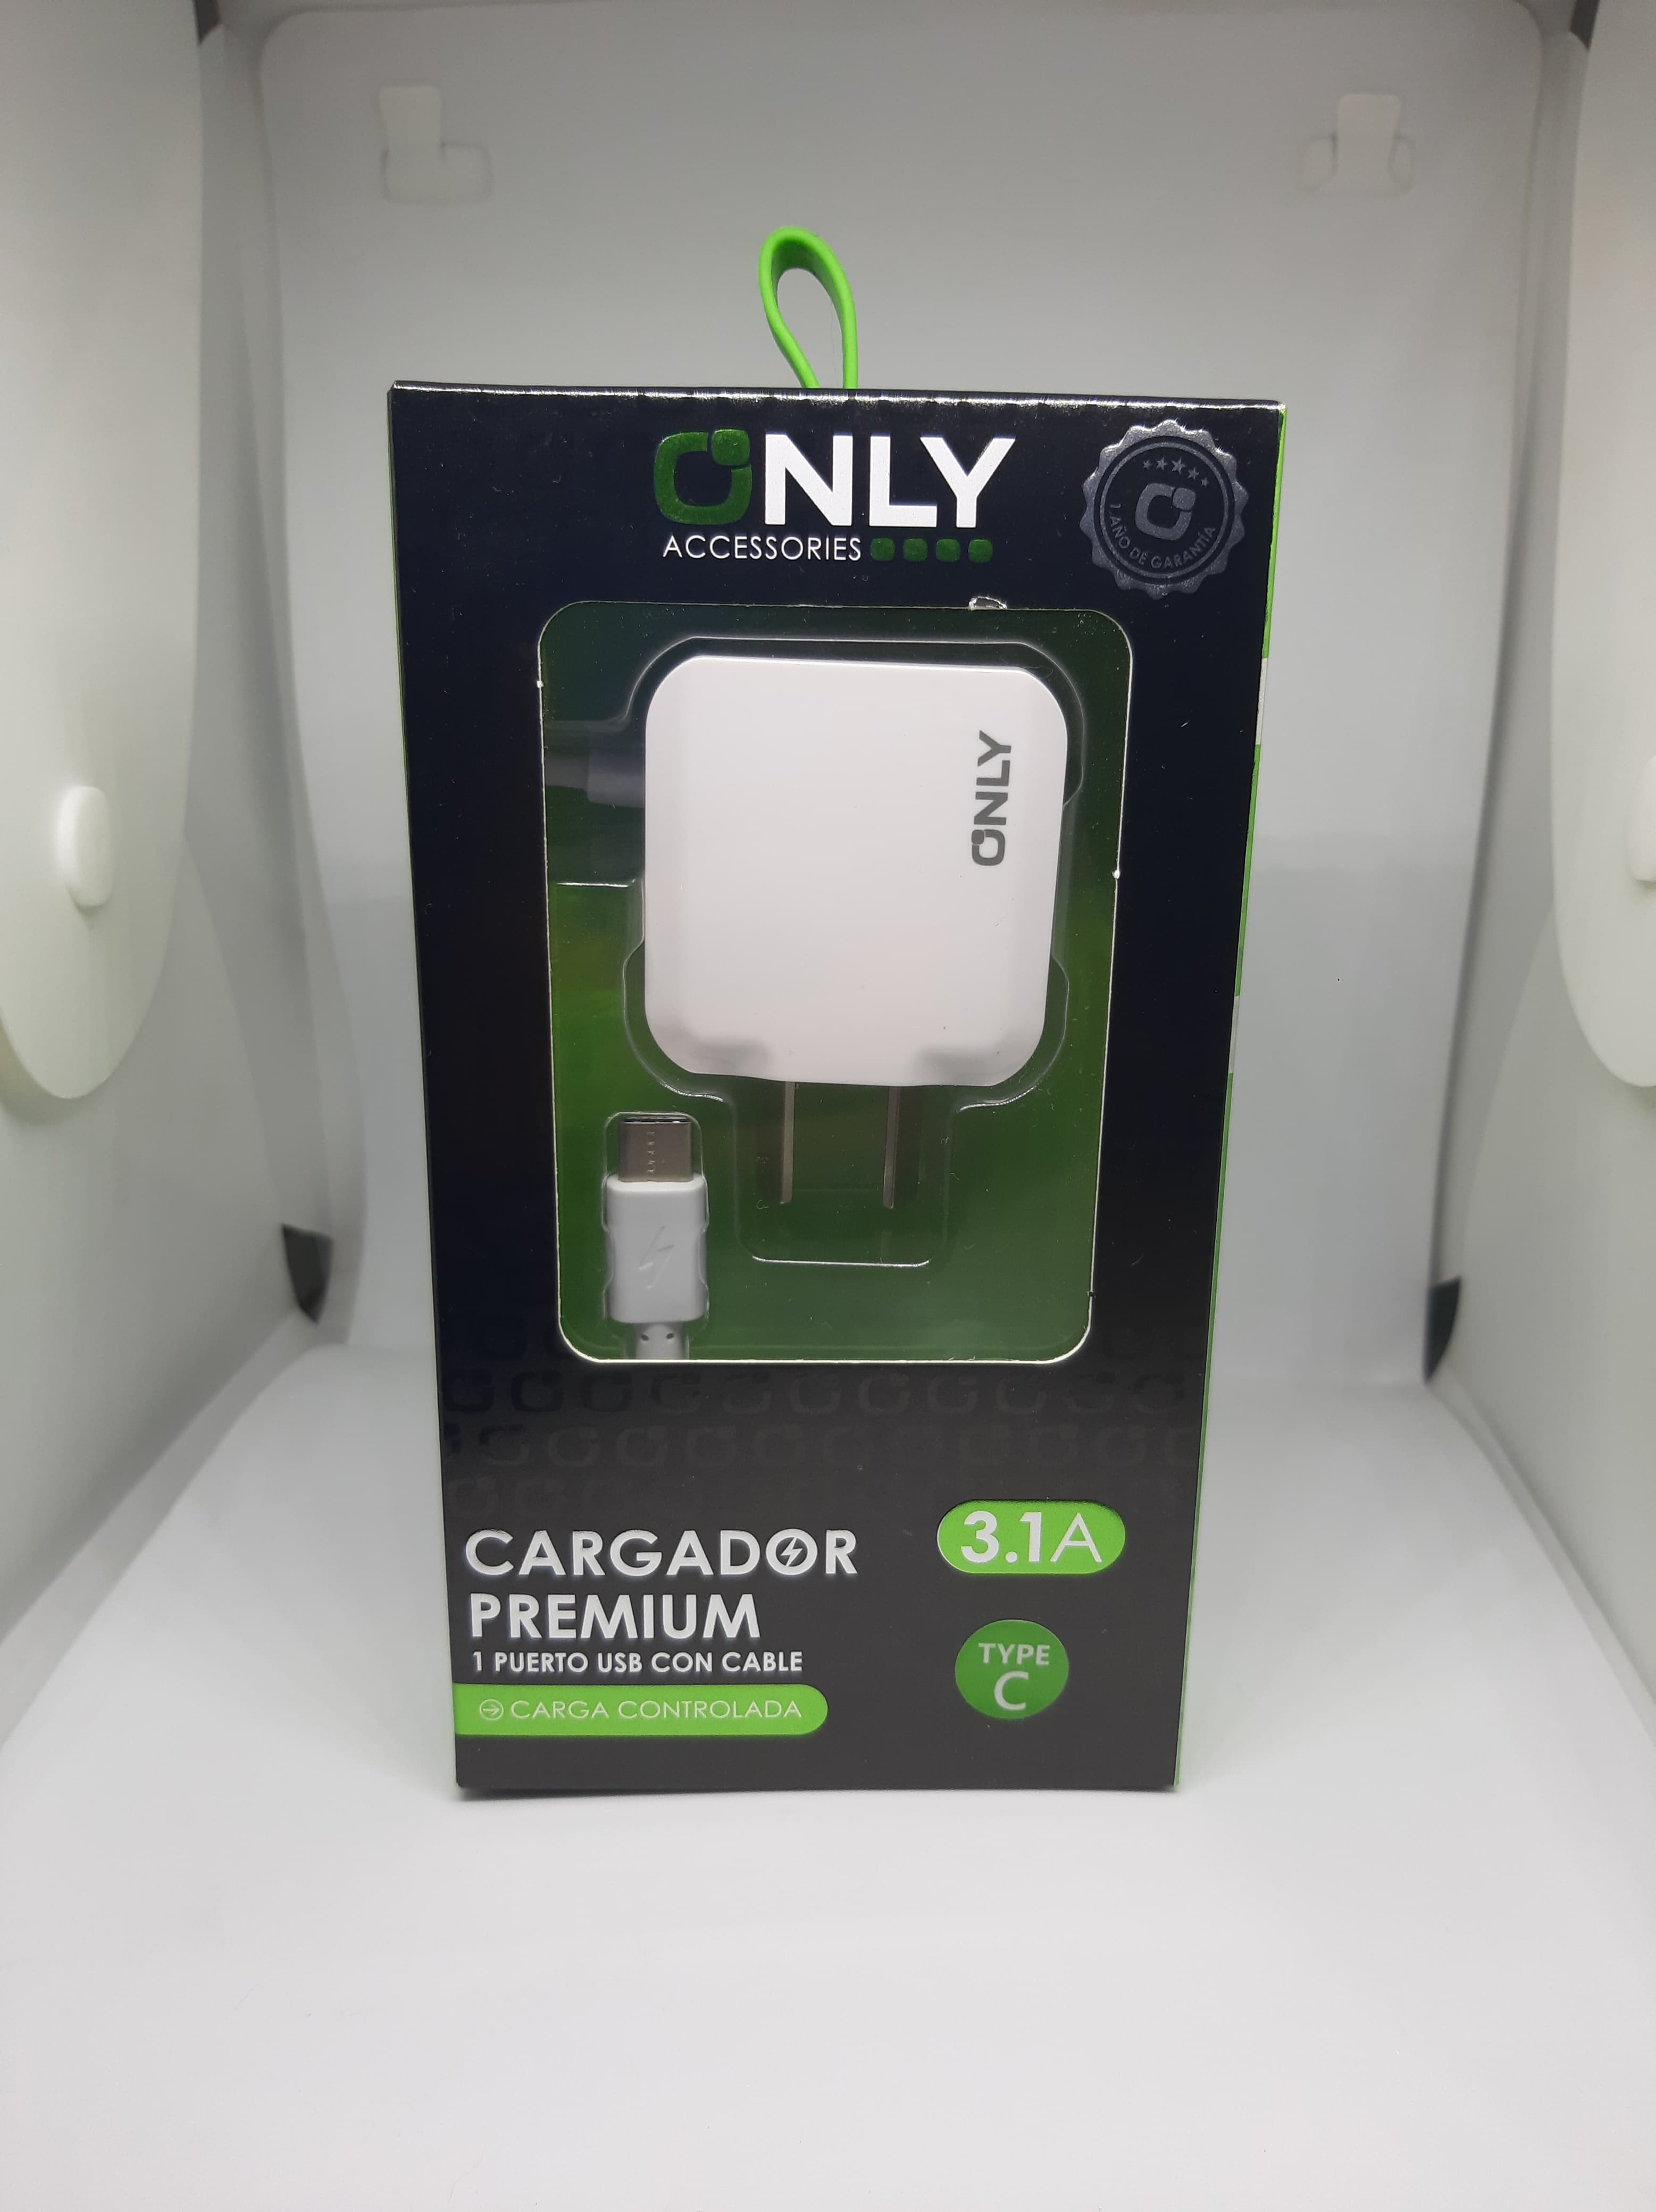 ONLY
ACCESSORIES
1 AÑO DE GARANTÍA
ONLY
CARGADOR
PREMIUM
1 PUERTO USB CON CABLE
CARGA CONTROLADA
3.1A
TYPE
C